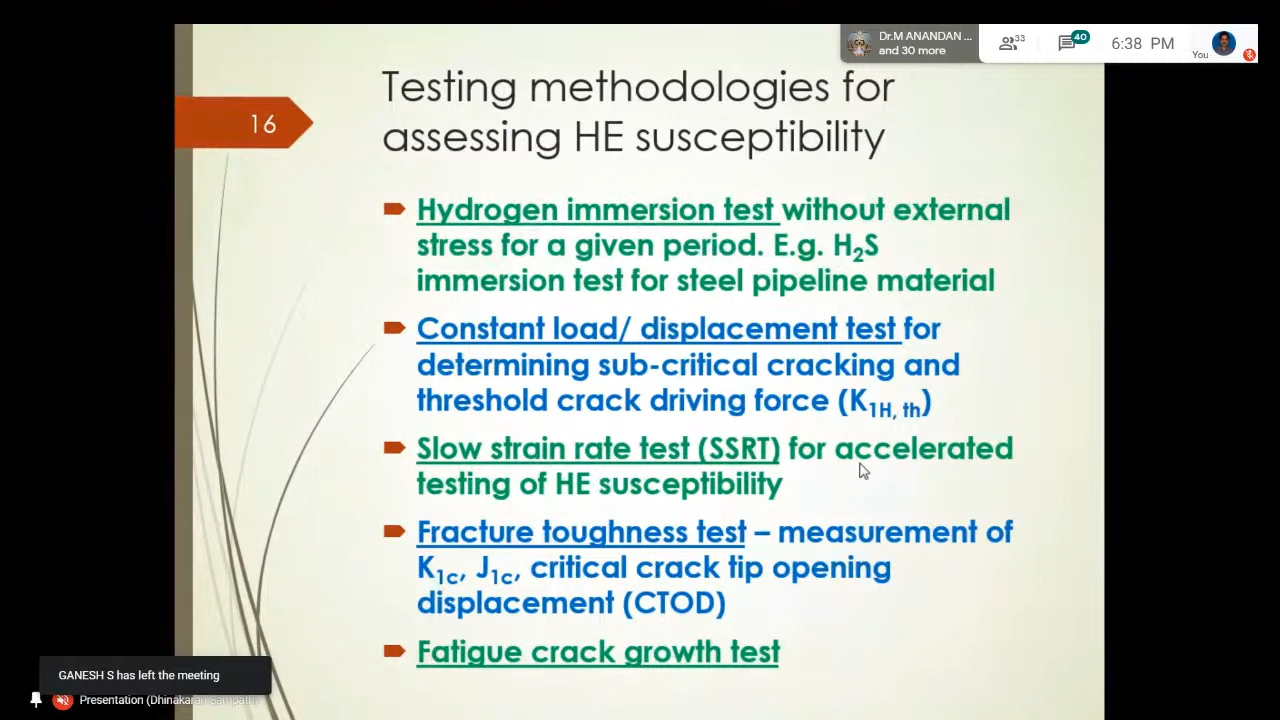 Dr.M ANANDAN ...
and 30 more
33
40
6:38 PM
You
16
Testing methodologies for
assessing HE susceptibility
Hydrogen immersion test without external
stress for a given period. E.g. H₂S
immersion test for steel pipeline material
Constant load/ displacement test for
determining sub-critical cracking and
threshold crack driving force (K1H, th)
Slow strain rate test (SSRT) for accelerated
testing of HE susceptibility
Fracture toughness test – measurement of
K1c, J1c, critical crack tip opening
displacement (CTOD)
Fatigue crack growth test
GANESH S has left the meeting
Presentation (Dhinakaran Sampath)